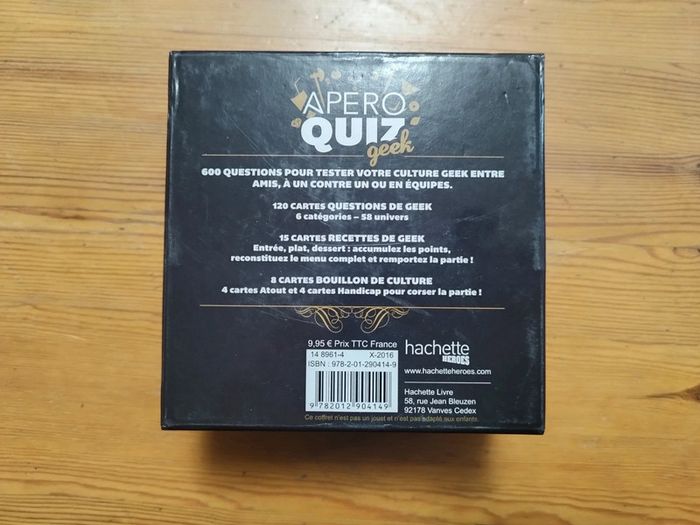 APERO
QUIZ
geek
600 QUESTIONS POUR TESTER VOTRE CULTURE GEEK ENTRE
AMIS, À UN CONTRE UN OU EN ÉQUIPES.
120 CARTES QUESTIONS DE GEEK
6 catégories – 58 univers
15 CARTES RECETTES DE GEEK
Entrée, plat, dessert : accumulez les points,
reconstituez le menu complet et remportez la partie !
8 CARTES BOUILLON DE CULTURE
4 cartes Atout et 4 cartes Handicap pour corser la partie !
9,95 € Prix TTC France
14 8961-4 X-2016
ISBN : 978-2-01-290414-9
9 782012 904149
hachette
HEROES
www.hachetteheroes.com
Hachette Livre
58, rue Jean Bleuzen
92178 Vanves Cedex
Ce coffret n'est pas un jouet et n'est pas adapté aux enfants.